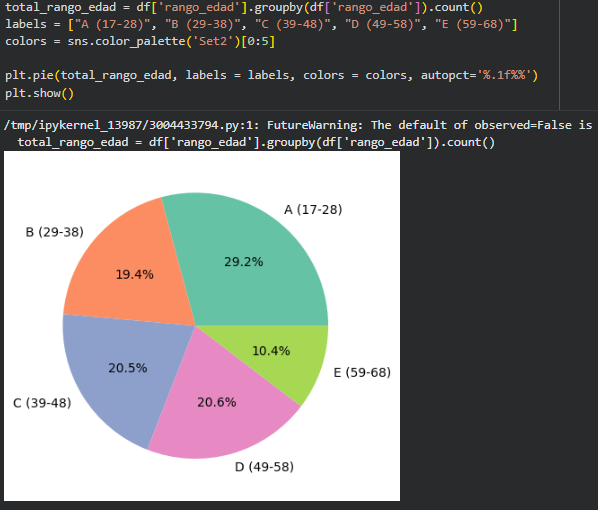 total_rango_edad = df['rango_edad'].groupby(df['rango_edad']).count()
labels = ["A (17-28)", "B (29-38)", "C (39-48)", "D (49-58)", "E (59-68)"]
colors = sns.color_palette('Set2')[0:5]
plt.pie(total_rango_edad, labels = labels, colors = colors, autopct='%.1f%%')
plt.show()
/tmp/ipykernel_13987/3004433794.py:1: FutureWarning: The default of observed=False is
total_rango_edad = df['rango_edad'].groupby(df['rango_edad']).count()
A (17-28)
B (29-38)
29.2%
19.4%
10.4%
20.5%
E (59-68)
20.6%
C (39-48)
D (49-58)